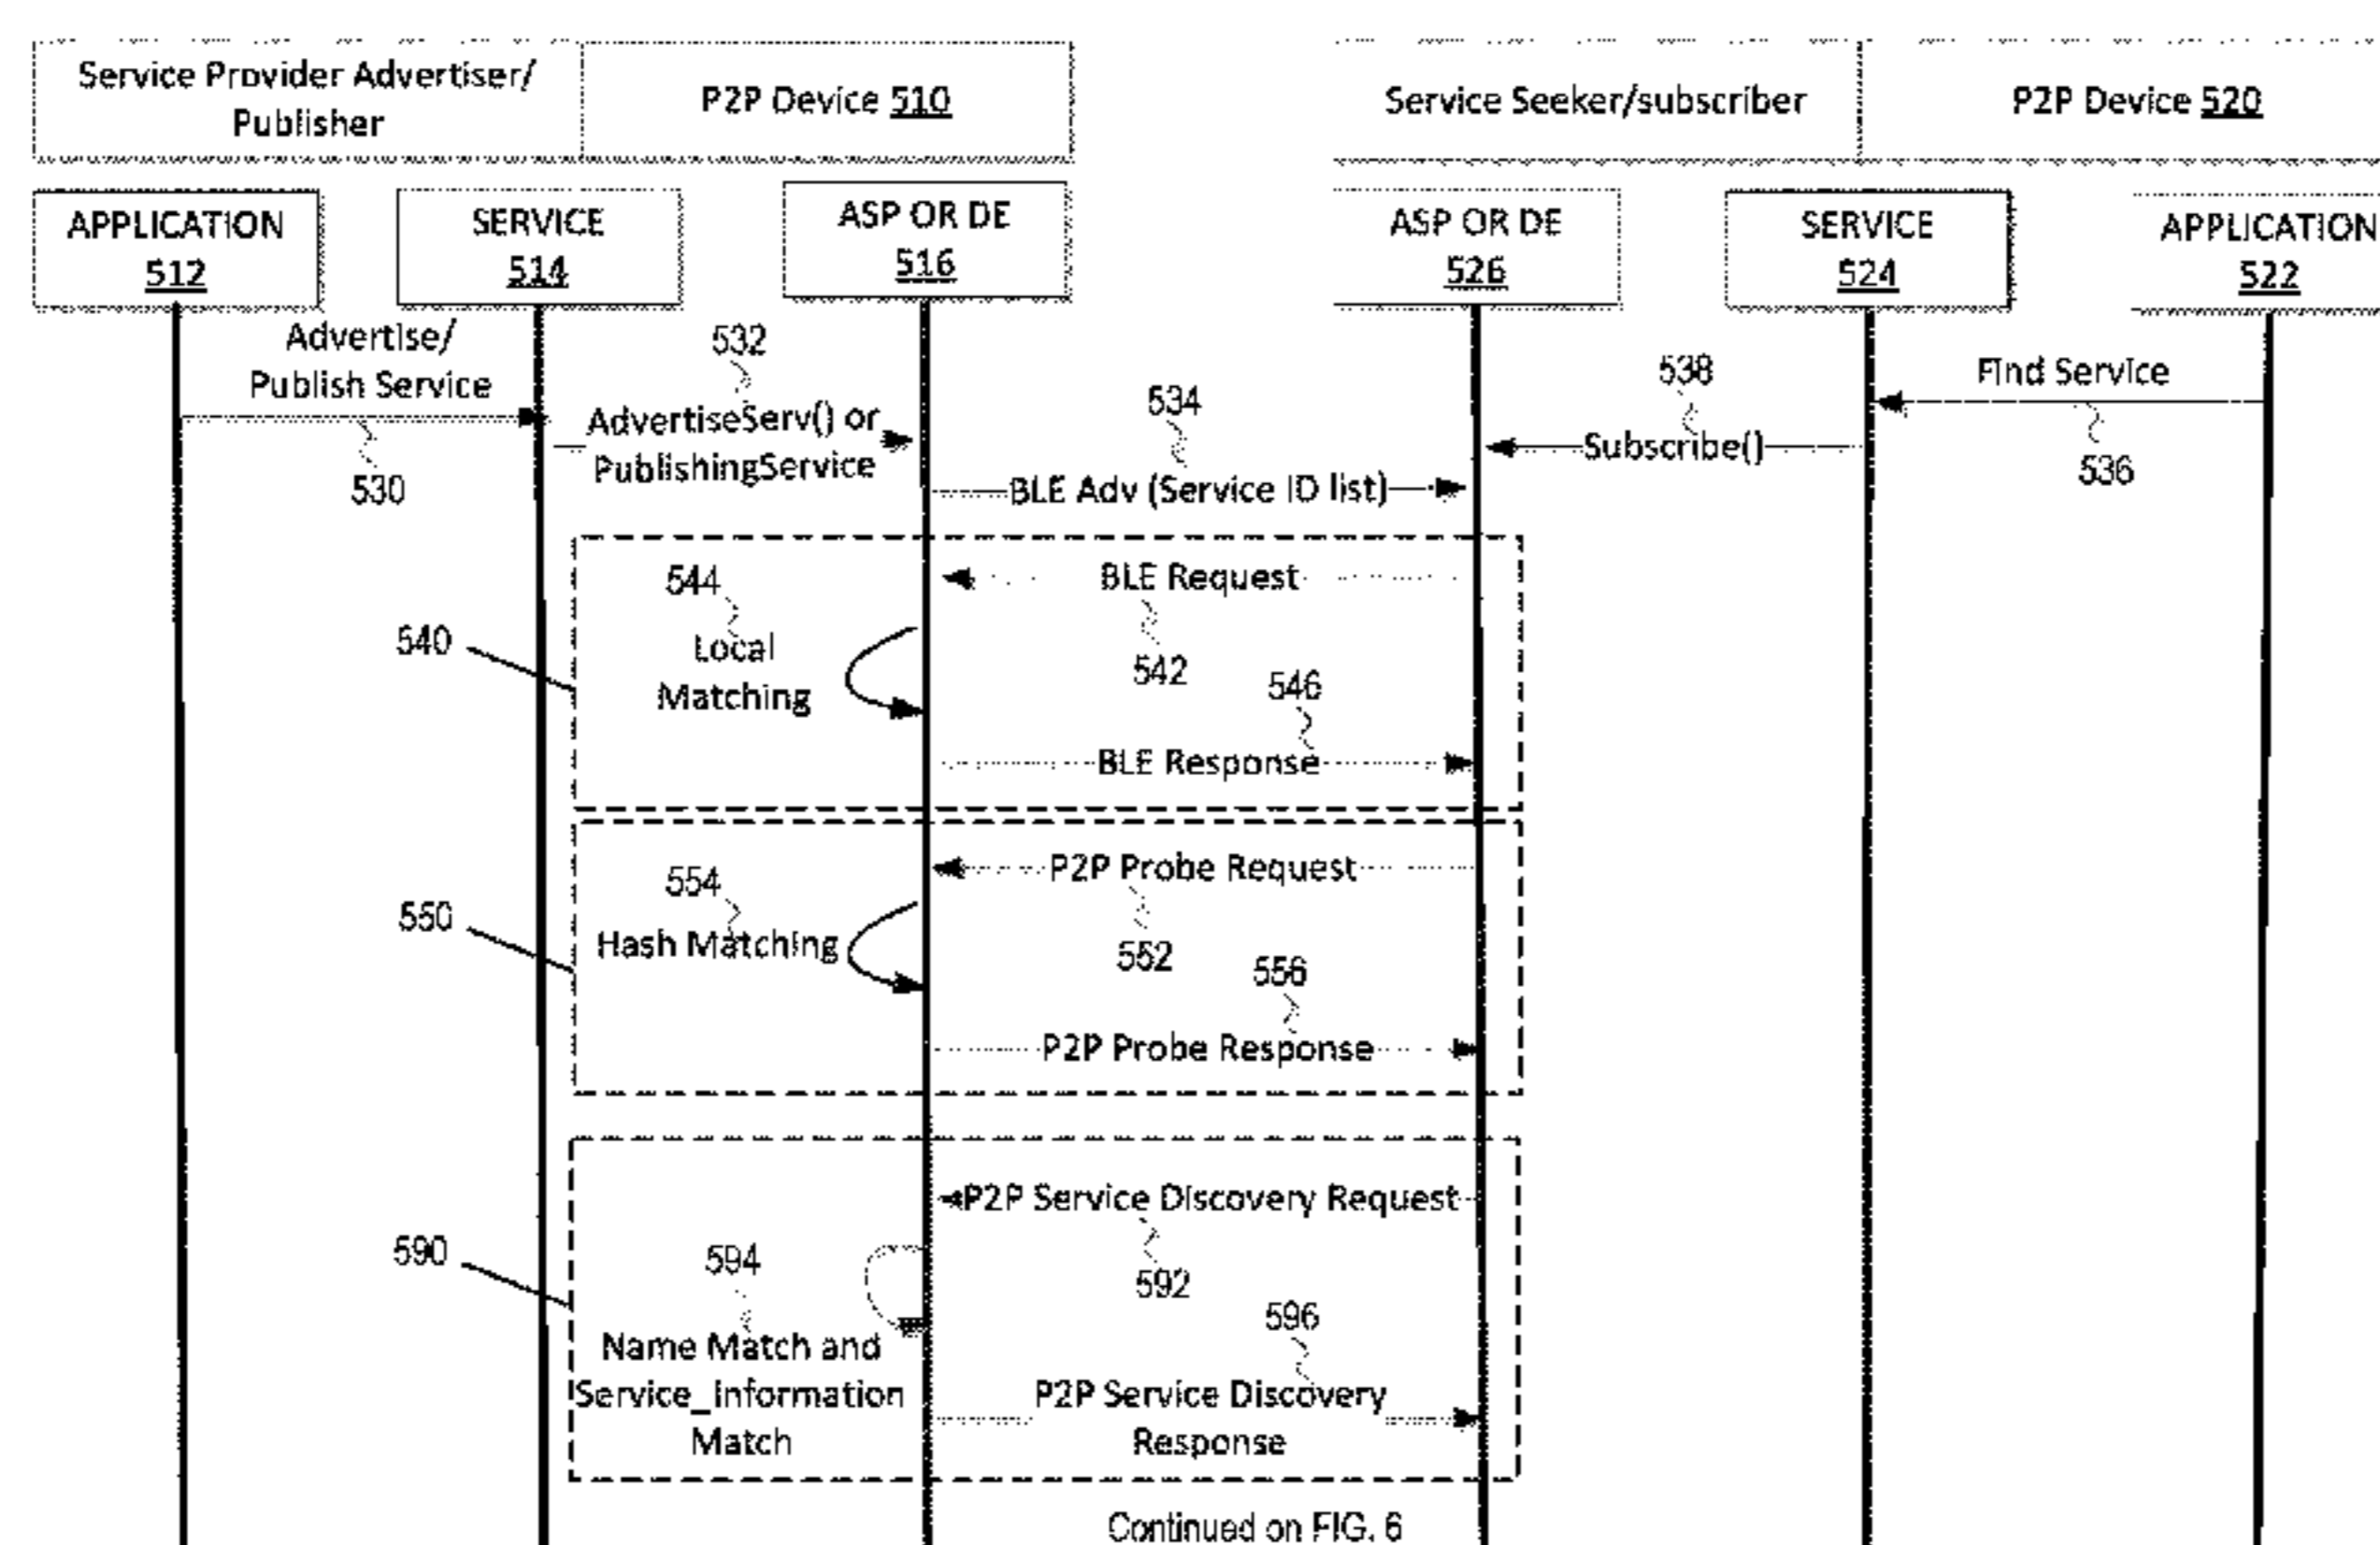 Service Provider Advertiser/
Publisher
P2P Device 510
Service Seeker/subscriber
P2P Device 520
APPLICATION
512
SERVICE
514
ASP OR DE
516
ASP OR DE
526
SERVICE
524
APPLICATION
522
Advertise/
Publish Service
530
532
AdvertiseServ() or
PublishingService
534
BLE Adv (Service ID list)
538
Subscribe()
Find Service
536
540
544
Local
Matching
BLE Request
542
546
BLE Response
550
554
Hash Matching
P2P Probe Request
552
556
P2P Probe Response
590
594
Name Match and
Service_Information
Match
P2P Service Discovery Request
592
596
P2P Service Discovery
Response
Continued on FIG. 6